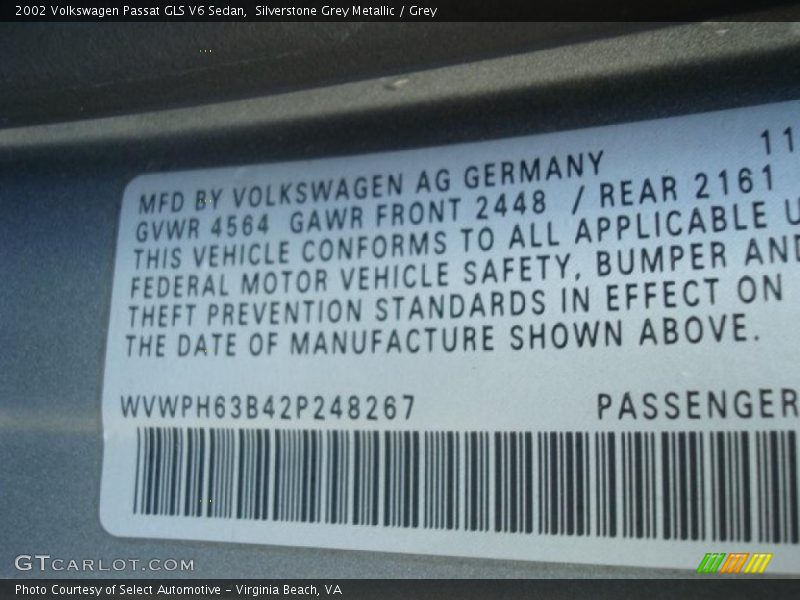 2002 Volkswagen Passat GLS V6 Sedan,  Silverstone Grey Metallic / Grey
11
MFD BY VOLKSWAGEN AG GERMANY
GVWR 4564 GAWR FRONT 2448 / REAR 2161
THIS VEHICLE CONFORMS TO ALL APPLICABLE U
FEDERAL MOTOR VEHICLE SAFETY, BUMPER AND
THEFT PREVENTION STANDARDS IN EFFECT ON
THE DATE OF MANUFACTURE SHOWN ABOVE.
WVWPH63B42P248267 PASSENGER
GTCARLOT.COM
Photo Courtesy of Select Automotive - Virginia Beach, VA